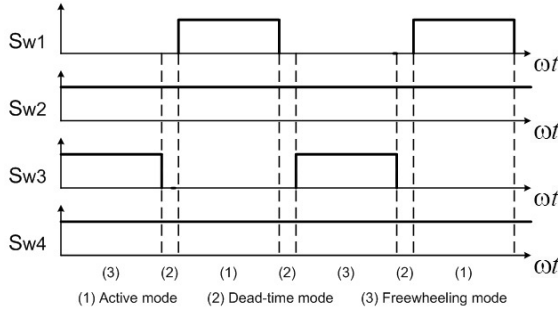 Sw1
ωt
Sw2
ωt
Sw3
ωt
Sw4
ωt
(3) (2) (1) (2) (3) (2) (1)
(1) Active mode (2) Dead-time mode (3) Freewheeling mode